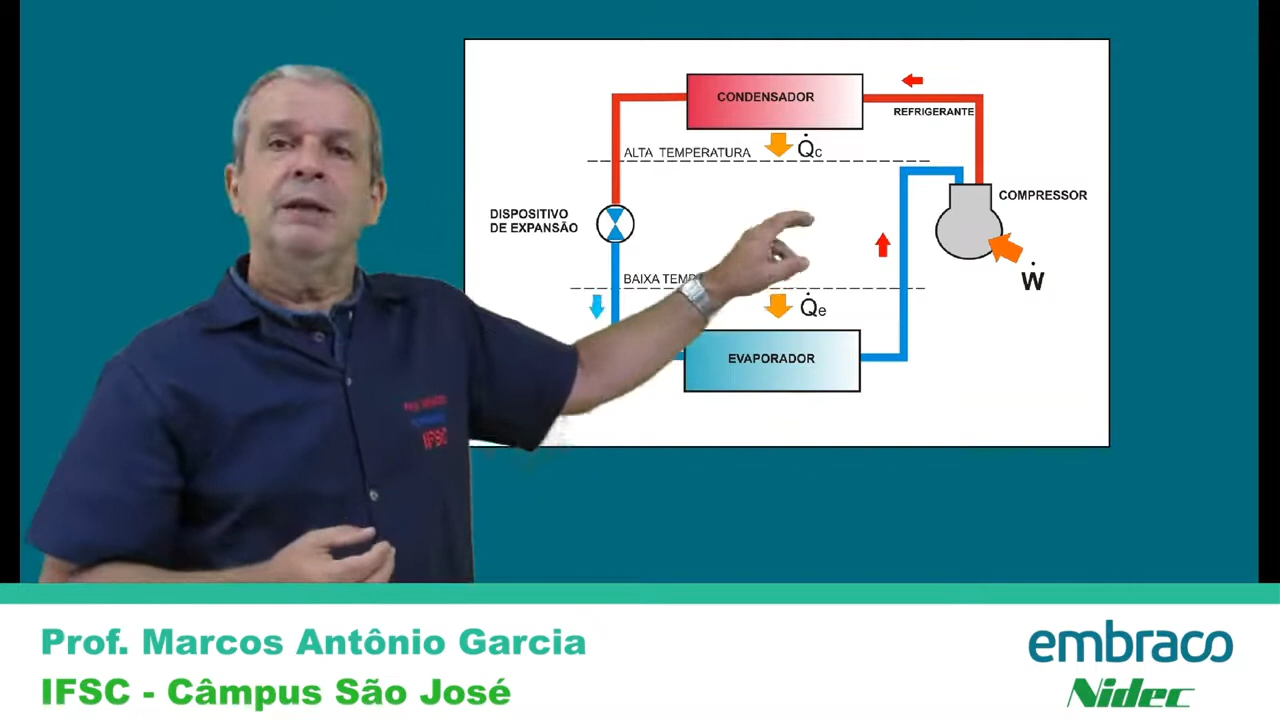 CONDENSADOR
REFRIGERANTE
ALTA TEMPERATURA
Q̇c
COMPRESSOR
DISPOSITIVO
DE EXPANSÃO
Ẇ
BAIXA
Q̇e
EVAPORADOR
IFSC
Prof. Marcos Antônio Garcia
IFSC - Câmpus São José
embraco
Nidec